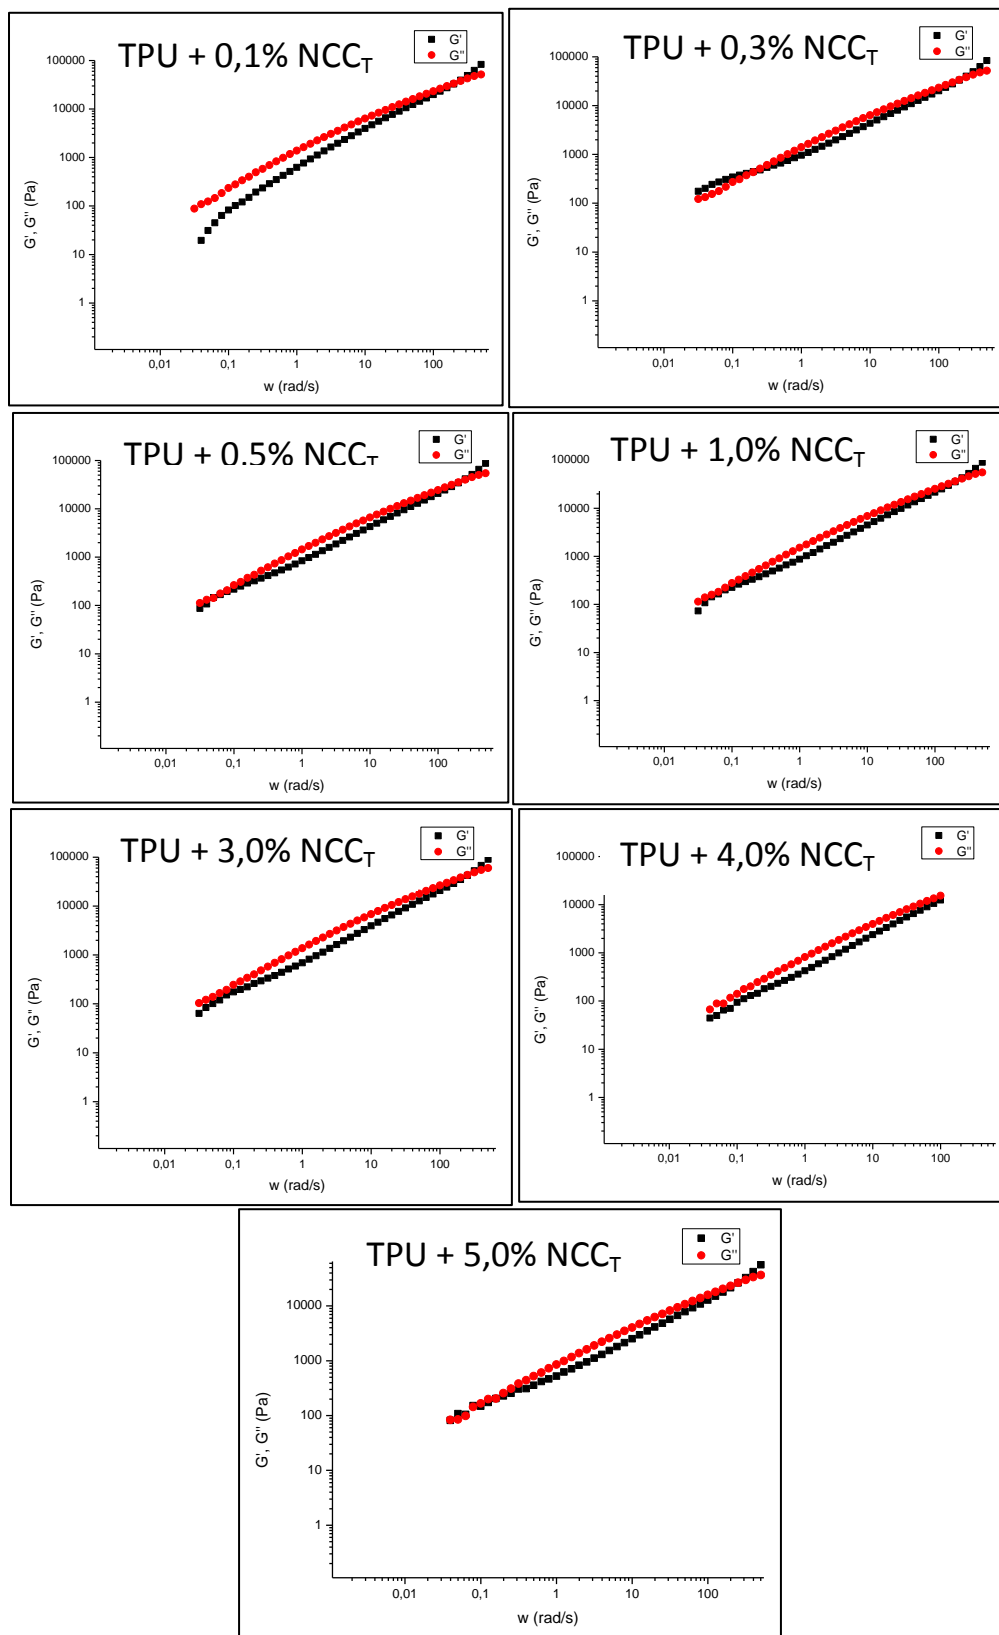 TPU + 0,1% NCC_T
G'
G''
100000
10000
1000
100
10
1
G', G'' (Pa)
0,01 0,1 1 10 100
w (rad/s)
TPU + 0,3% NCC_T
G'
G''
100000
10000
1000
100
10
1
G', G'' (Pa)
0,01 0,1 1 10 100
w (rad/s)
TPU + 0.5% NCC_T
G'
G''
100000
10000
1000
100
10
1
G', G'' (Pa)
0,01 0,1 1 10 100
w (rad/s)
TPU + 1,0% NCC_T
G'
G''
100000
10000
1000
100
10
1
G', G'' (Pa)
0,01 0,1 1 10 100
w (rad/s)
TPU + 3,0% NCC_T
G'
G''
100000
10000
1000
100
10
1
G', G'' (Pa)
0,01 0,1 1 10 100
w (rad/s)
TPU + 4,0% NCC_T
G'
G''
100000
10000
1000
100
10
1
G', G'' (Pa)
0,01 0,1 1 10 100
w (rad/s)
TPU + 5,0% NCC_T
G'
G''
10000
1000
100
10
1
G', G'' (Pa)
0,01 0,1 1 10 100
w (rad/s)